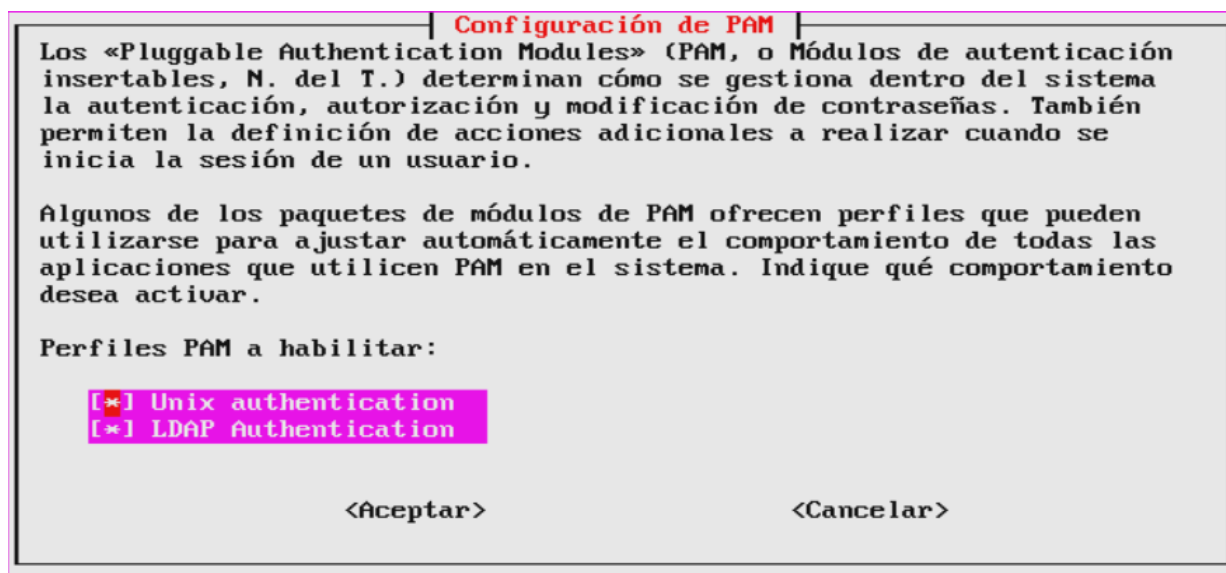 Configuración de PAM
Los «Pluggable Authentication Modules» (PAM, o Módulos de autenticación
insertables, N. del T.) determinan cómo se gestiona dentro del sistema
la autenticación, autorización y modificación de contraseñas. También
permiten la definición de acciones adicionales a realizar cuando se
inicia la sesión de un usuario.
Algunos de los paquetes de módulos de PAM ofrecen perfiles que pueden
utilizarse para ajustar automáticamente el comportamiento de todas las
aplicaciones que utilicen PAM en el sistema. Indique qué comportamiento
desea activar.
Perfiles PAM a habilitar:
[*] Unix authentication
[*] LDAP Authentication
<Aceptar> <Cancelar>